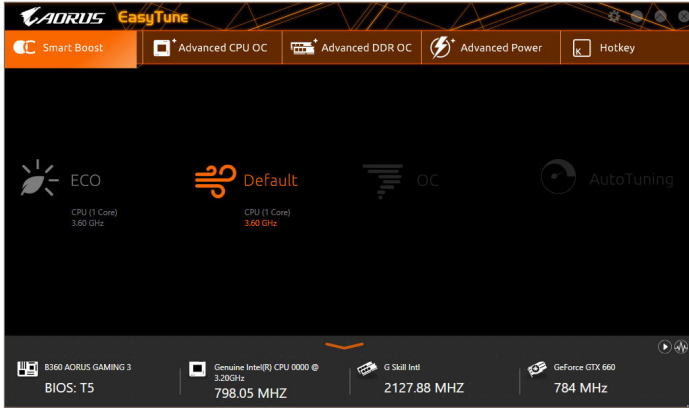 AORUS EasyTune
Smart Boost
Advanced CPU OC
Advanced DDR OC
Advanced Power
K Hotkey
ECO
CPU (1 Core)
3.60 GHz
Default
CPU (1 Core)
3.60 GHz
OC
AutoTuning
B360 AORUS GAMING 3
BIOS: T5
Genuine Intel(R) CPU 0000 @
3.20GHz
798.05 MHZ
G Skill Intl
2127.88 MHZ
GeForce GTX 660
784 MHz